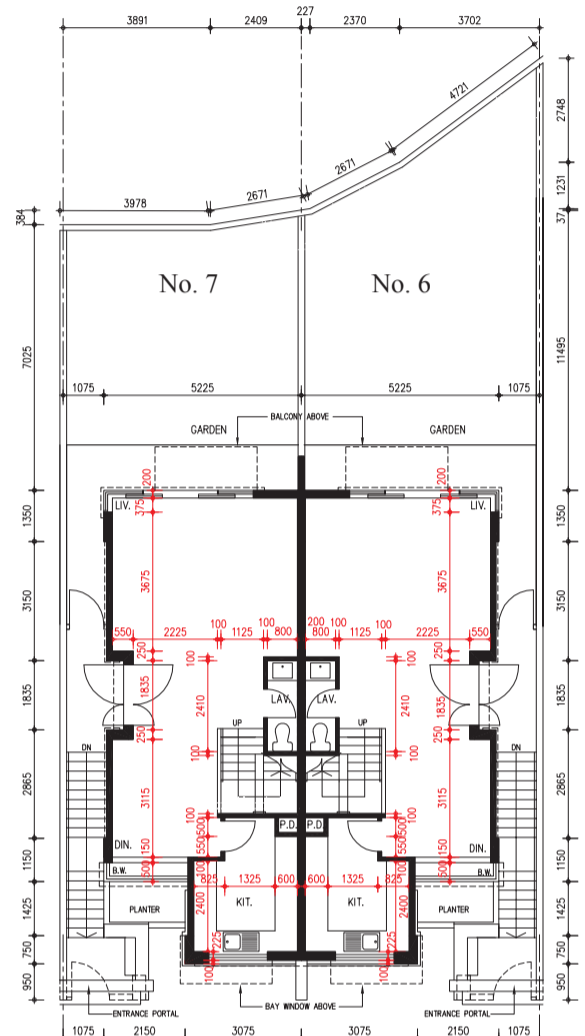 227
3891 2409 2370 3702
4721
2748
2671
1231
3978 2671
384 37
No. 7 No. 6
7025 11495
1075 5225 5225 1075
BALCONY ABOVE
GARDEN GARDEN
200
LIV. LIV.
375 375
1350 1350
3675 3675
3150 3150
100 100 200 100 100
550 2225 1125 800 800 1125 2225 550
250 100 100 250
1835 1835 2410 2410 1835 1835
LAV. LAV.
UP UP
250 250
DN 100 100 DN
2865 3115 3115 2865
100 100
P.D. P.D.
500 500
DIN. 550 550 DIN.
150 150
1150 B.W. 500 100 100 500 B.W. 1150
825 1325 600 600 1325 825
KIT. KIT.
PLANTER 2400 2400 PLANTER
1425 1425
225 225
750 100 100 750
950 950
BAY WINDOW ABOVE
ENTRANCE PORTAL ENTRANCE PORTAL
1075 2150 3075 3075 2150 1075